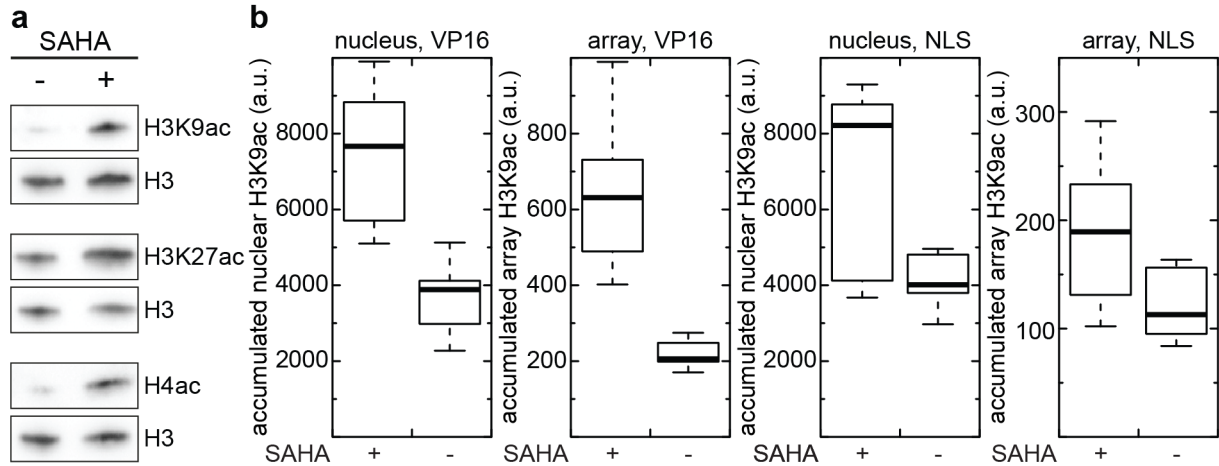 a
SAHA
- +
H3K9ac
H3
H3K27ac
H3
H4ac
H3
b
nucleus, VP16
accumulated nuclear H3K9ac (a.u.)
8000
6000
4000
2000
SAHA + -
array, VP16
accumulated array H3K9ac (a.u.)
800
600
400
200
SAHA + -
nucleus, NLS
accumulated nuclear H3K9ac (a.u.)
8000
6000
4000
2000
SAHA + -
array, NLS
accumulated array H3K9ac (a.u.)
300
200
100
SAHA + -